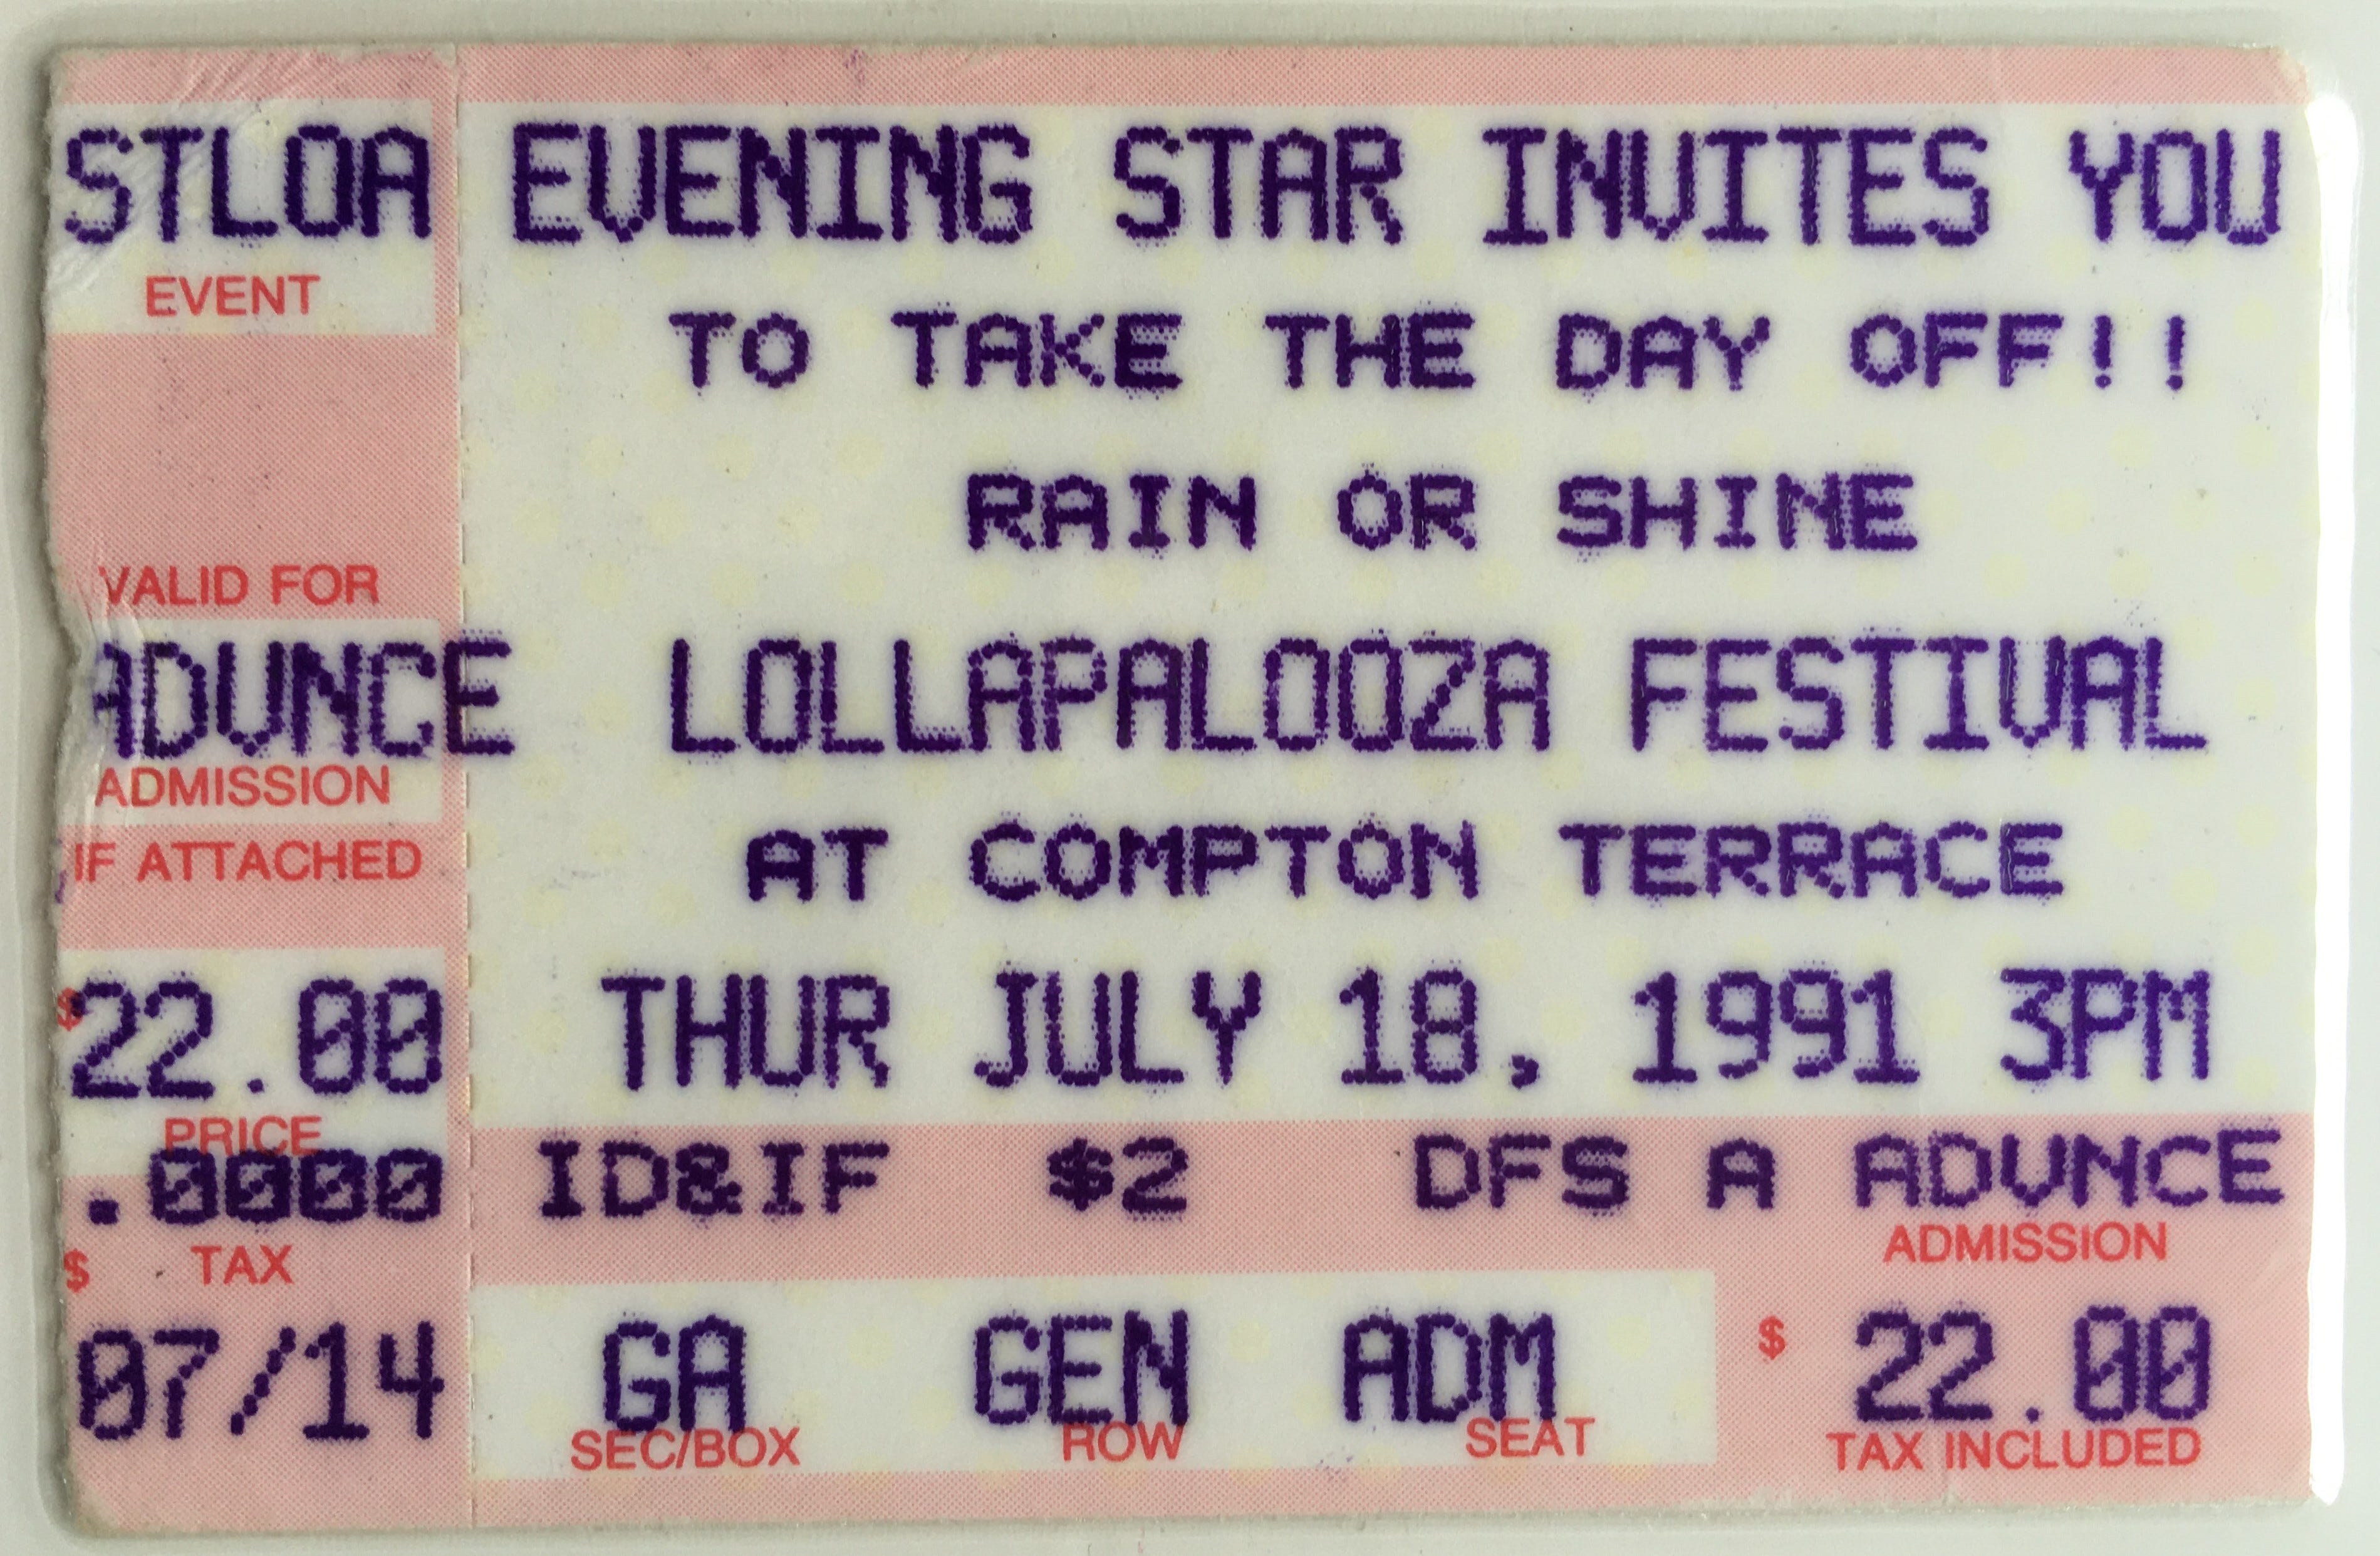 STLOA
EVENT
VALID FOR
ADVNCE
ADMISSION
IF ATTACHED
$22.00
PRICE
.0000
$ TAX
07/14
EVENING STAR INVITES YOU
TO TAKE THE DAY OFF!!
RAIN OR SHINE
LOLLAPALOOZA FESTIVAL
AT COMPTON TERRACE
THUR JULY 18, 1991 3PM
ID&IF $2 DFS A ADVNCE
ADMISSION
GA GEN ADM $ 22.00
SEC/BOX ROW SEAT TAX INCLUDED